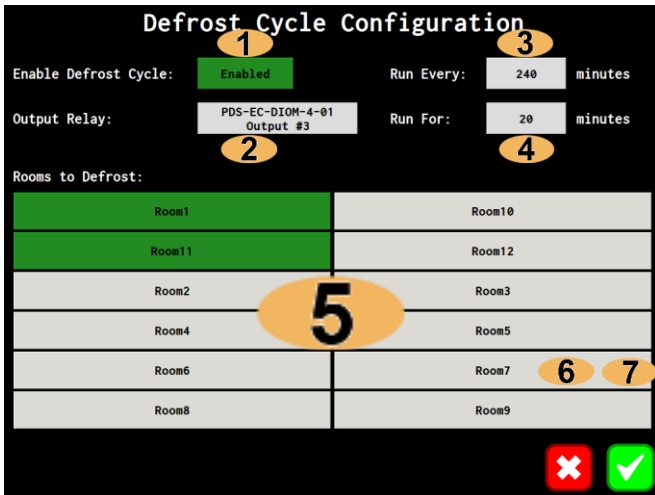 Defrost Cycle Configuration
1
3
Enable Defrost Cycle: Enabled Run Every: 240 minutes
Output Relay: PDS-EC-DIOM-4-01 Run For: 20 minutes
Output #3
2
4
Rooms to Defrost:
Room1 Room10
Room11 Room12
Room2 Room3
5
Room4 Room5
Room6 Room7 6 7
Room8 Room9